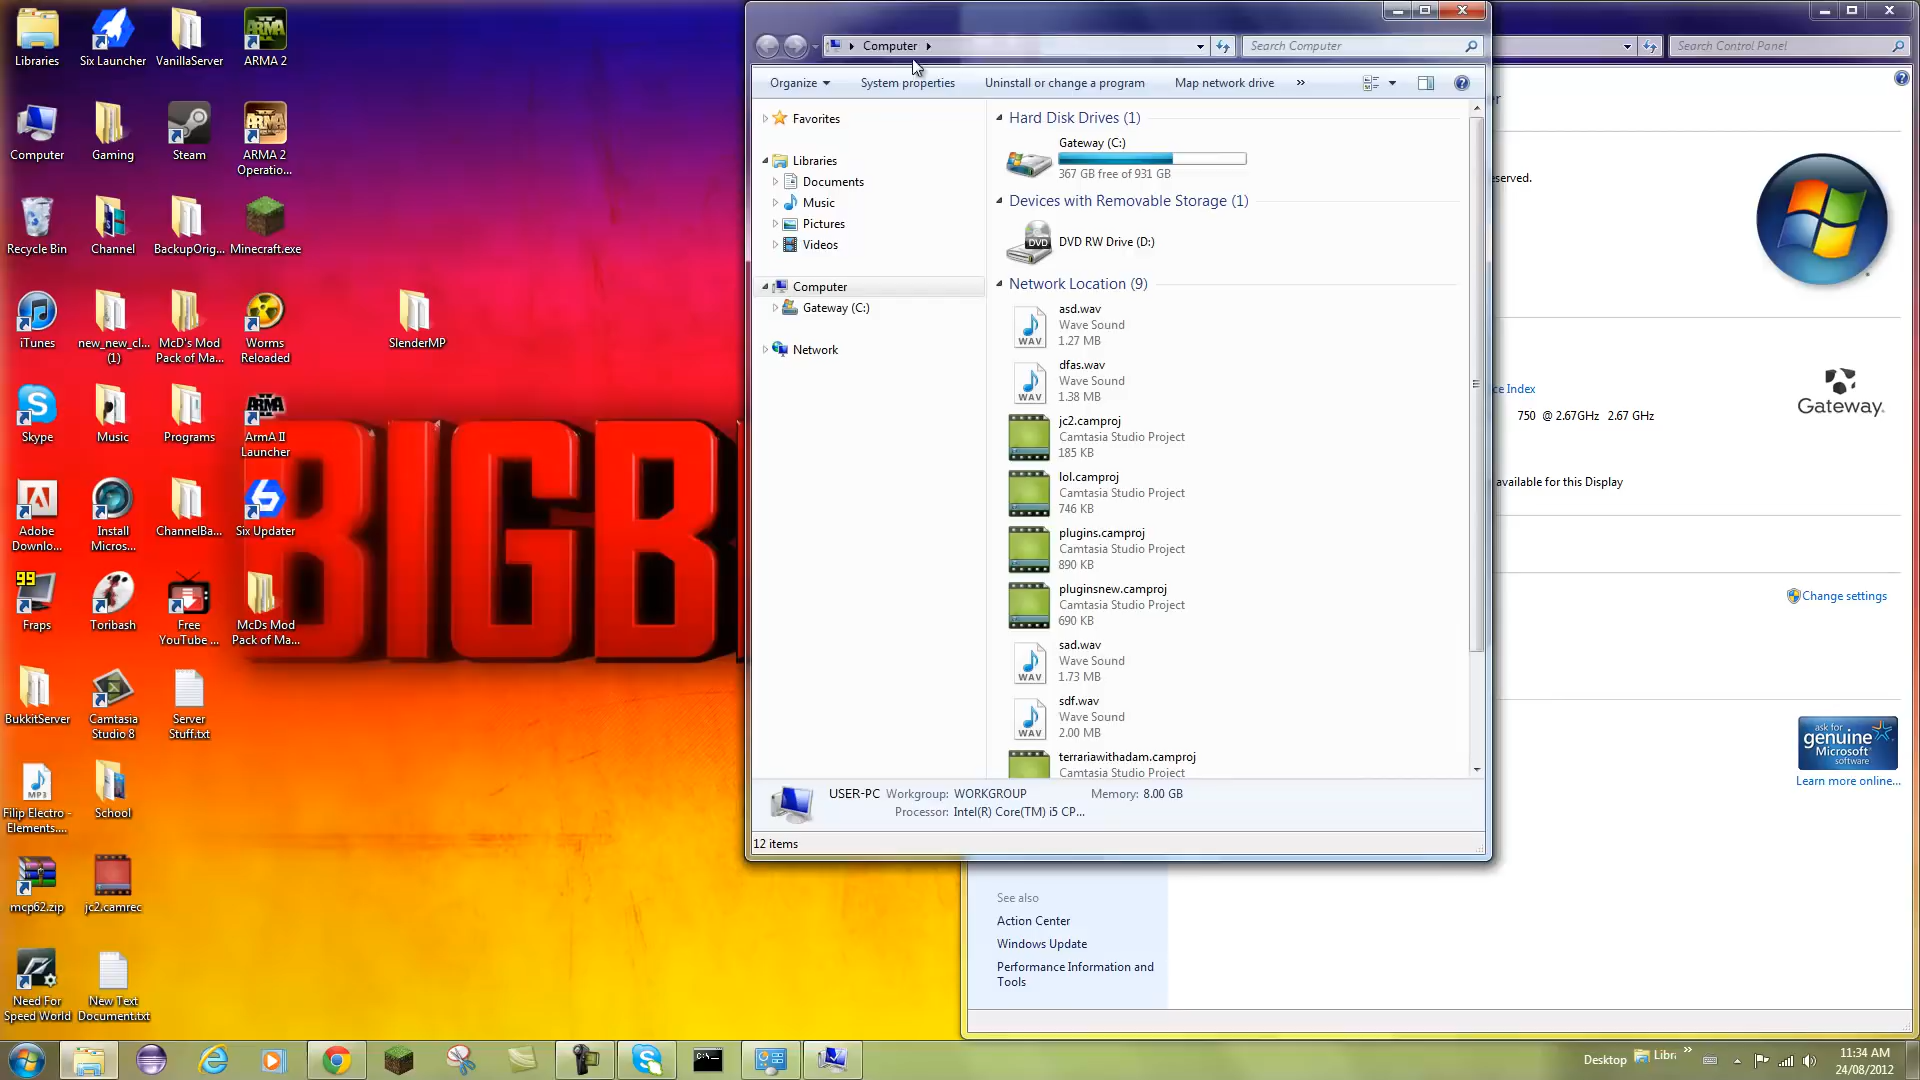 Libraries
Six Launcher
VanillaServer
ARMA 2
Computer
Gaming
Steam
ARMA 2
Operatio...
Recycle Bin
Channel
BackupOrig...
Minecraft.exe
iTunes
new_new_cl...
(1)
McD's Mod
Pack of Ma...
Worms
Reloaded
SlenderMP
Skype
Music
Programs
ArmA II
Launcher
Adobe
Downlo...
Install
Micros...
ChannelBa...
Six Updater
99
Fraps
Toribash
Free
YouTube ...
McDs Mod
Pack of Ma...
BukkitServer
Camtasia
Studio 8
Server
Stuff.txt
MP3
Filip Electro -
Elements....
School
mcp62.zip
jc2.camrec
Need For
Speed World
New Text
Document.txt
BIGB
Computer
Search Computer
Organize
System properties
Uninstall or change a program
Map network drive
»
Favorites
Libraries
Documents
Music
Pictures
Videos
Computer
Gateway (C:)
Network
Hard Disk Drives (1)
Gateway (C:)
367 GB free of 931 GB
Devices with Removable Storage (1)
DVD
DVD RW Drive (D:)
Network Location (9)
WAV
asd.wav
Wave Sound
1.27 MB
WAV
dfas.wav
Wave Sound
1.38 MB
jc2.camproj
Camtasia Studio Project
185 KB
lol.camproj
Camtasia Studio Project
746 KB
plugins.camproj
Camtasia Studio Project
890 KB
pluginsnew.camproj
Camtasia Studio Project
690 KB
WAV
sad.wav
Wave Sound
1.73 MB
WAV
sdf.wav
Wave Sound
2.00 MB
terrariawithadam.camproj
Camtasia Studio Project
USER-PC Workgroup: WORKGROUP Memory: 8.00 GB
Processor: Intel(R) Core(TM) i5 CP...
12 items
Search Control Panel
r
served.
ce Index
Gateway.
750 @ 2.67GHz 2.67 GHz
available for this Display
Change settings
ask for
genuine
Microsoft
software
Learn more online...
See also
Action Center
Windows Update
Performance Information and
Tools
Desktop
Libra
»
11:34 AM
24/08/2012